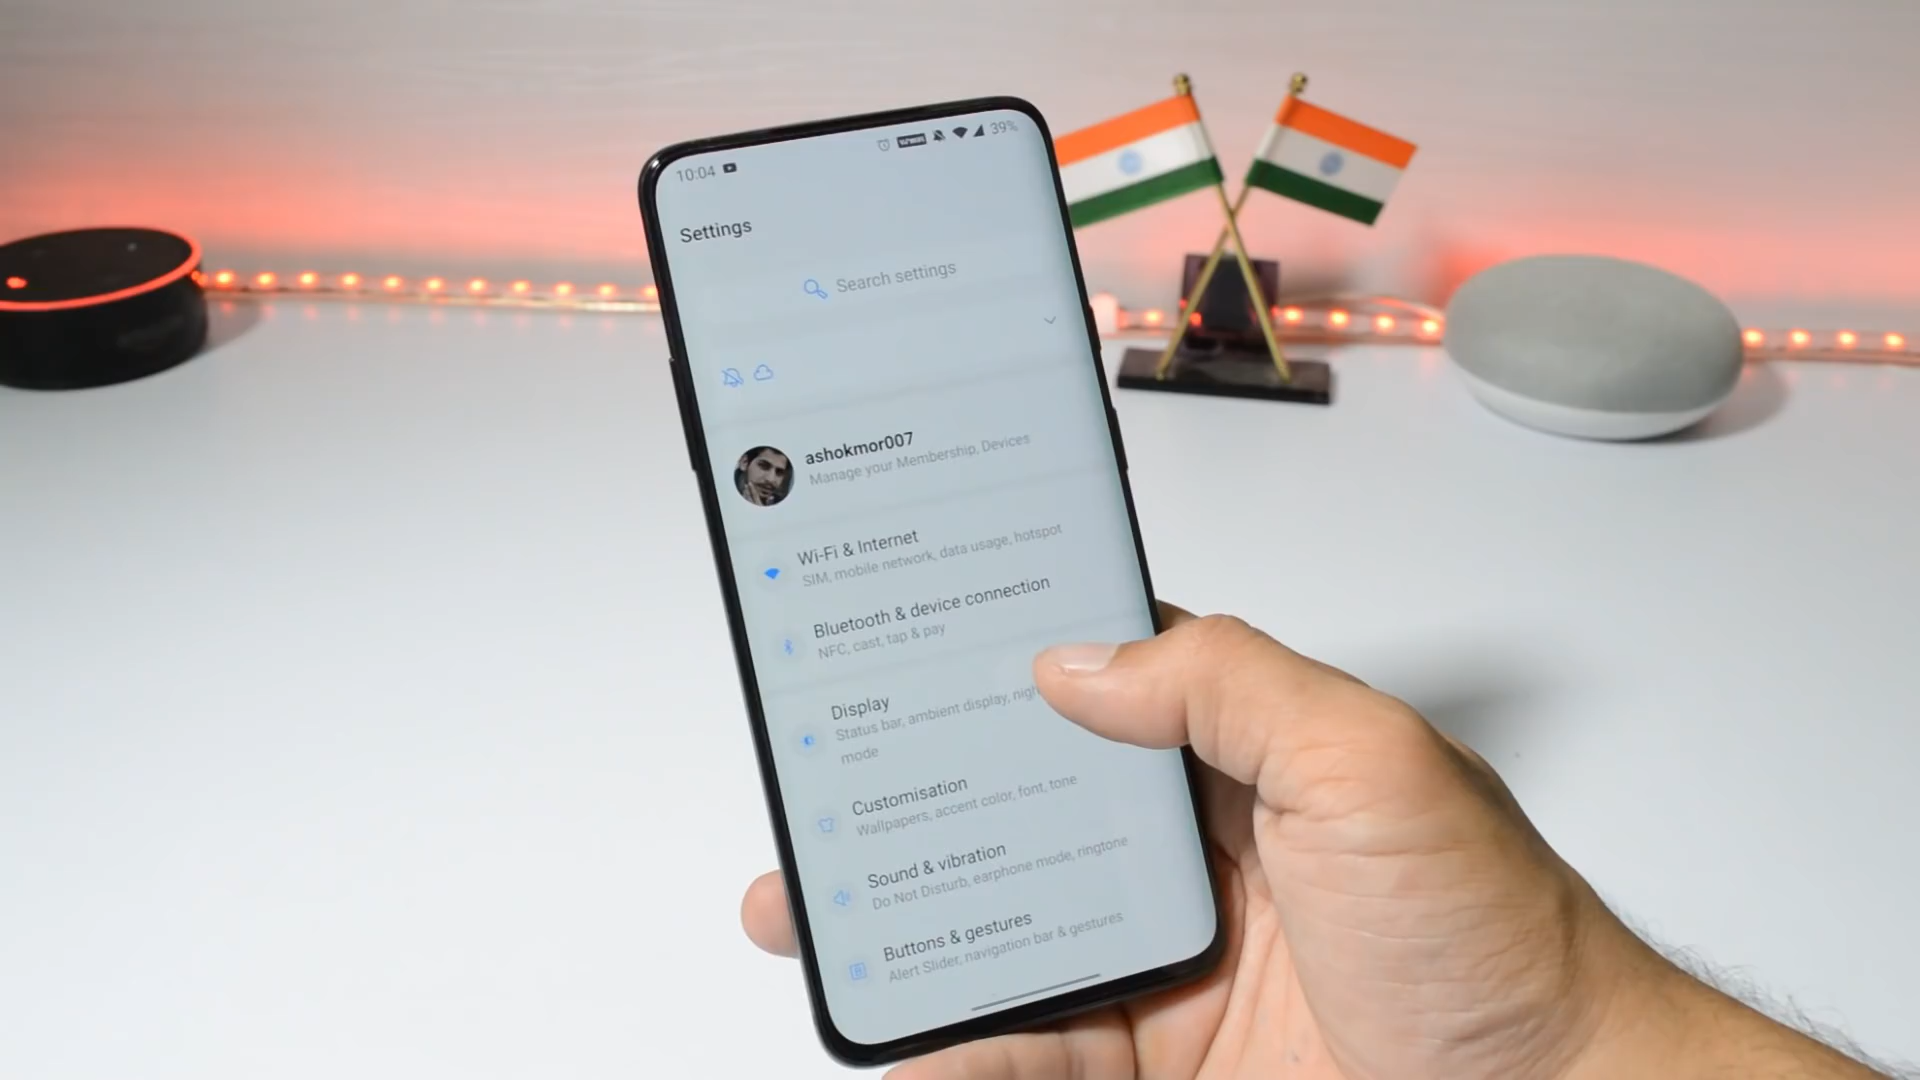 10:04
39%
Settings
Search settings
ashokmor007
Manage your Membership, Devices
Wi-Fi & Internet
SIM, mobile network, data usage, hotspot
Bluetooth & device connection
NFC, cast, tap & pay
Display
Status bar, ambient display,
mode
Customisation
Wallpapers, accent color, font, tone
Sound & vibration
Do Not Disturb, earphone mode, ringtone
Buttons & gestures
Alert Slider, navigation bar & gestures